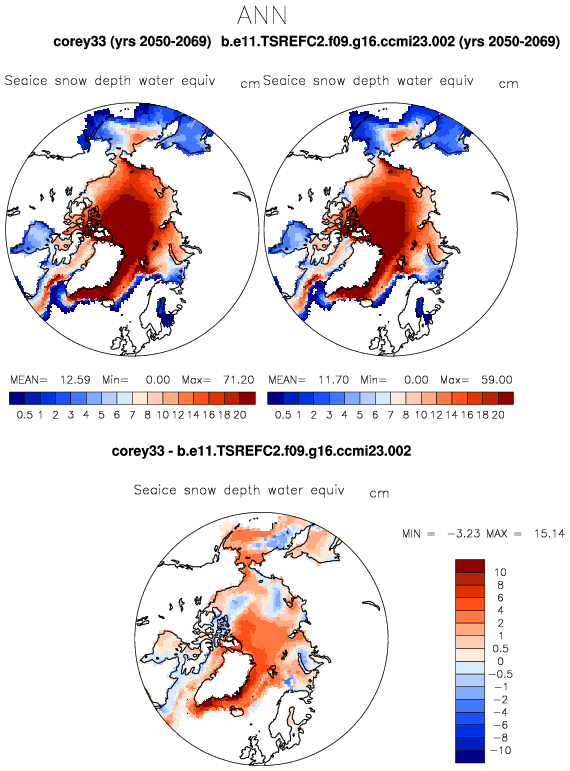 ANN
corey33 (yrs 2050-2069) b.e11.TSREFC2.f09.g16.ccmi23.002 (yrs 2050-2069)
Seaice snow depth water equiv cm Seaice snow depth water equiv cm
MEAN= 12.59 Min= 0.00 Max= 71.20 MEAN= 11.70 Min= 0.00 Max= 59.00
0.5 1 2 3 4 5 6 7 8 10 12 14 16 18 20 0.5 1 2 3 4 5 6 7 8 10 12 14 16 18 20
corey33 - b.e11.TSREFC2.f09.g16.ccmi23.002
Seaice snow depth water equiv cm
MIN = -3.23 MAX = 15.14
10
8
6
4
2
1
0.5
0
-0.5
-1
-2
-4
-6
-8
-10